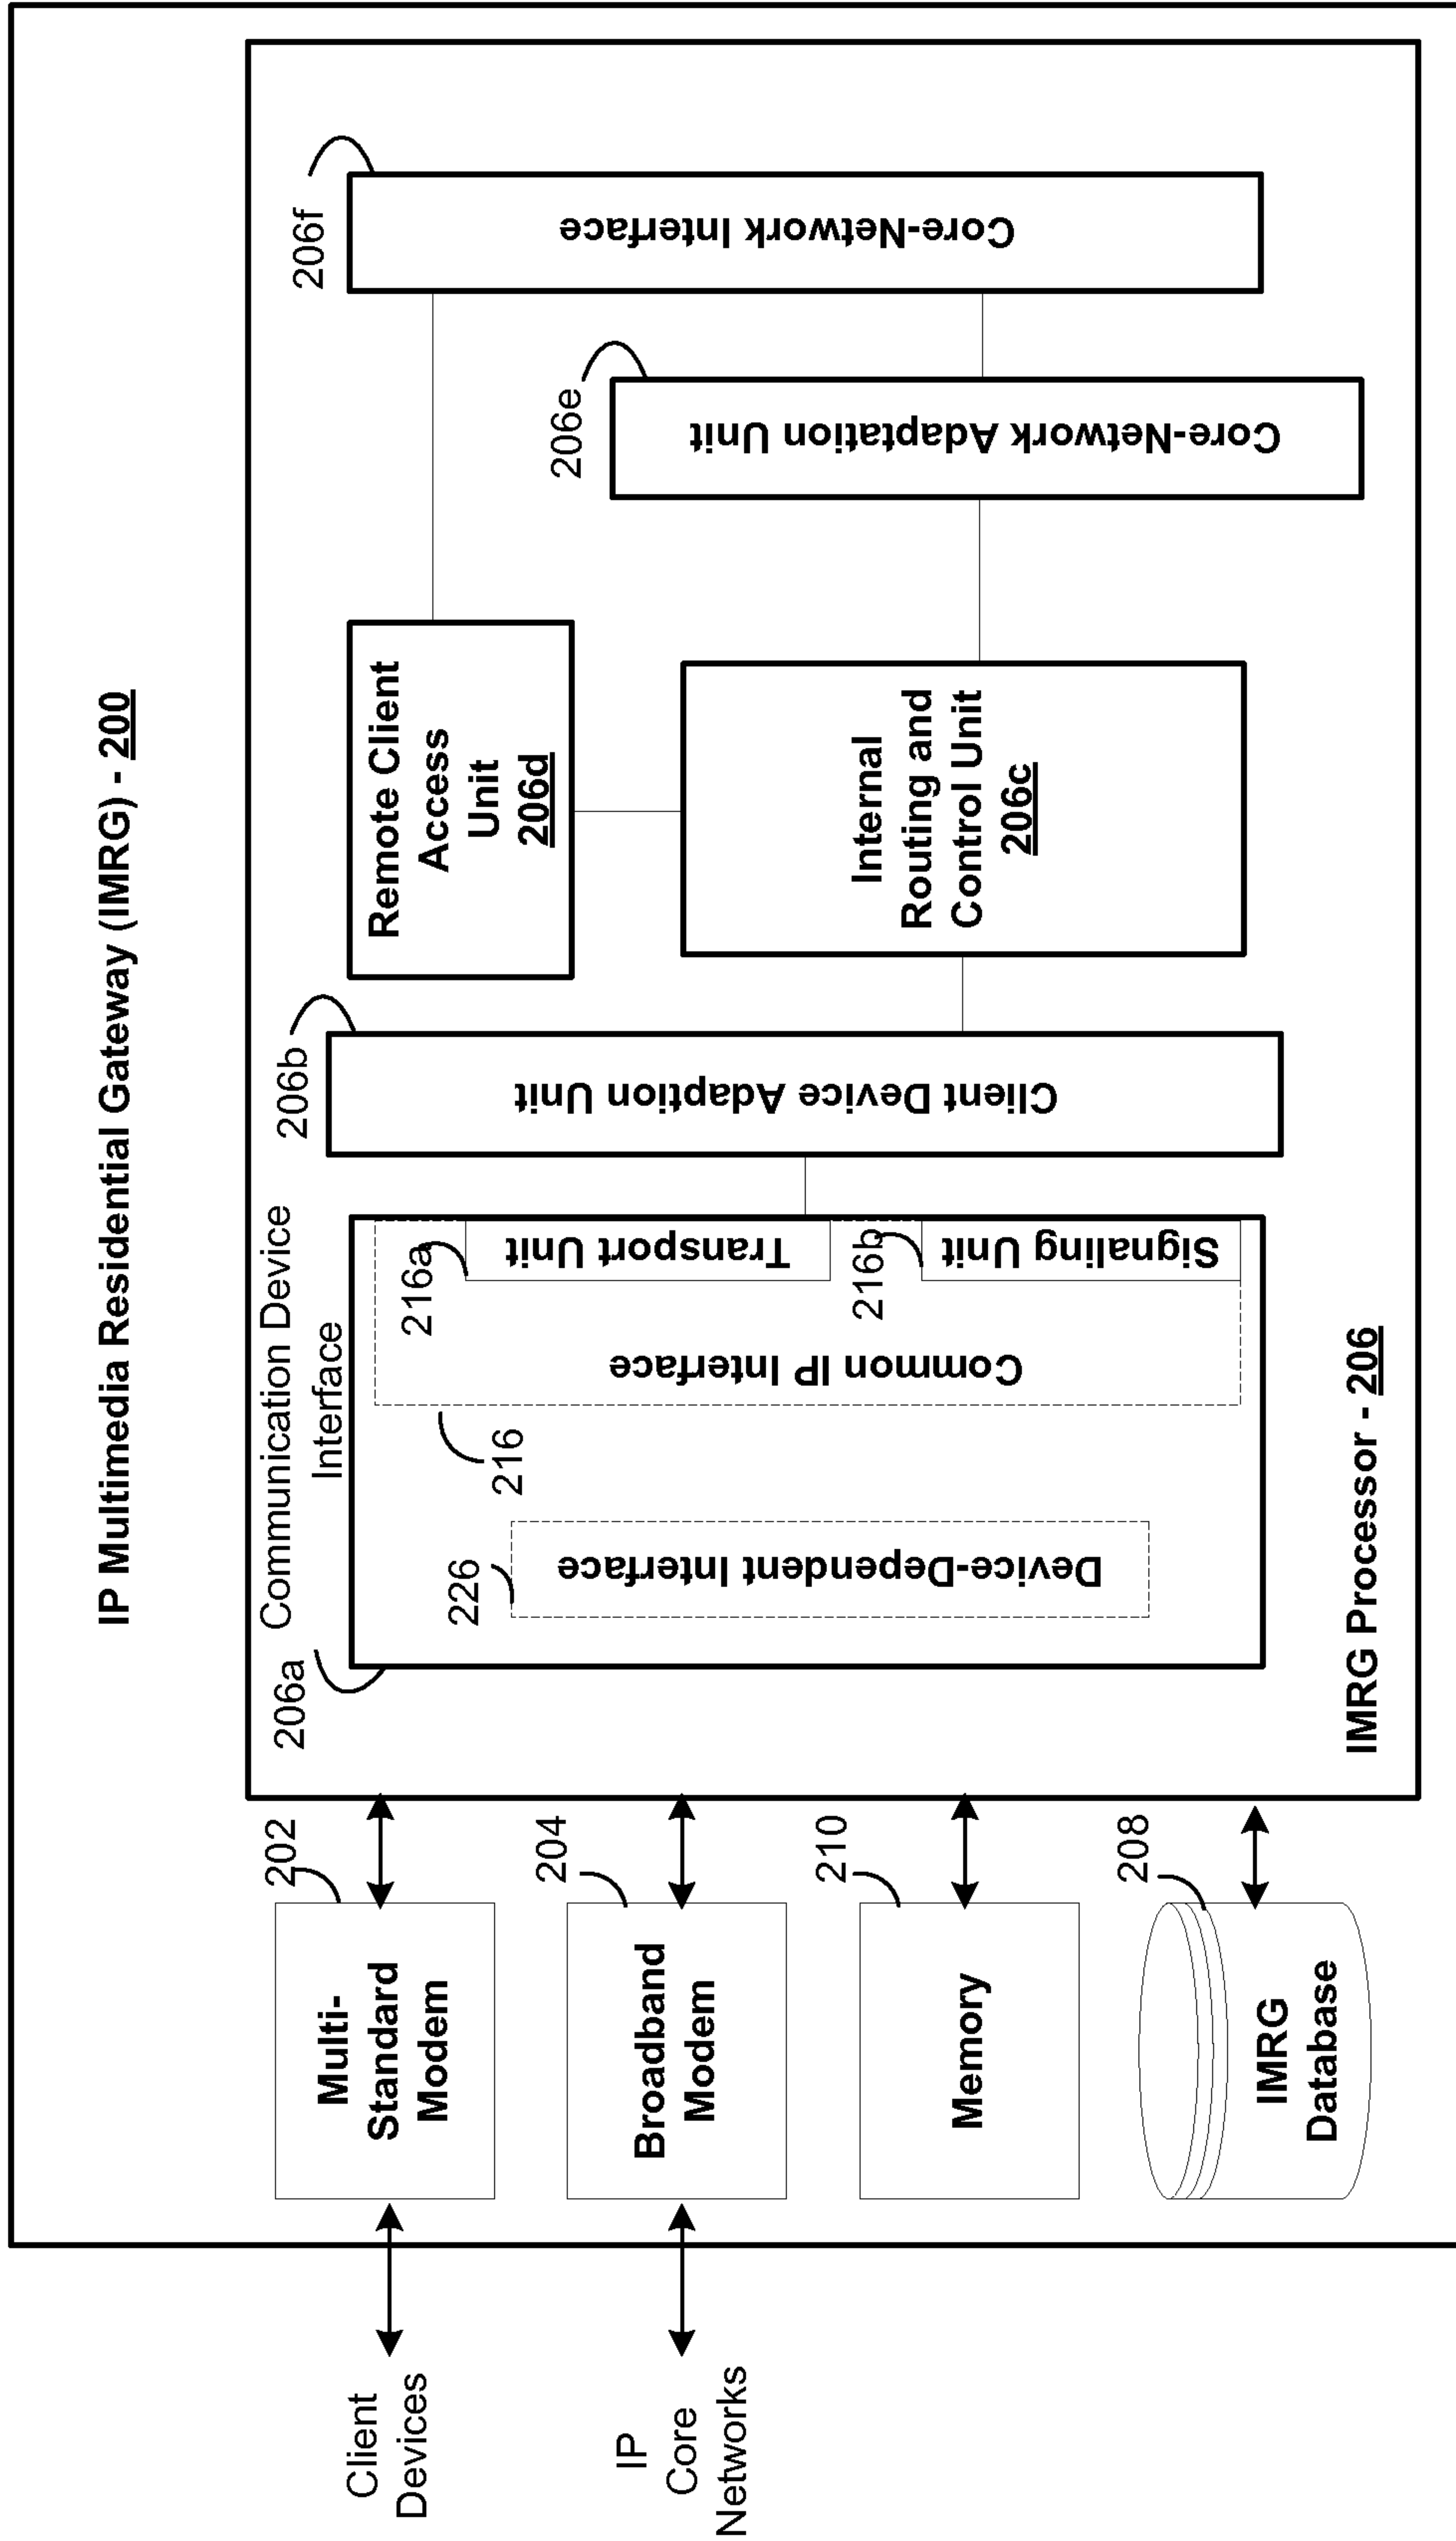 IP Multimedia Residential Gateway (IMRG) - 200
Client
Devices
IP
Core
Networks
202
Multi-
Standard
Modem
204
Broadband
Modem
210
Memory
208
IMRG
Database
206a
Communication Device
Interface
226
Device-Dependent Interface
216
Common IP Interface
216a
Transport Unit
216b
Signaling Unit
206b
Client Device Adaption Unit
Remote Client
Access
Unit
206d
Internal
Routing and
Control Unit
206c
206e
Core-Network Adaptation Unit
206f
Core-Network Interface
IMRG Processor - 206